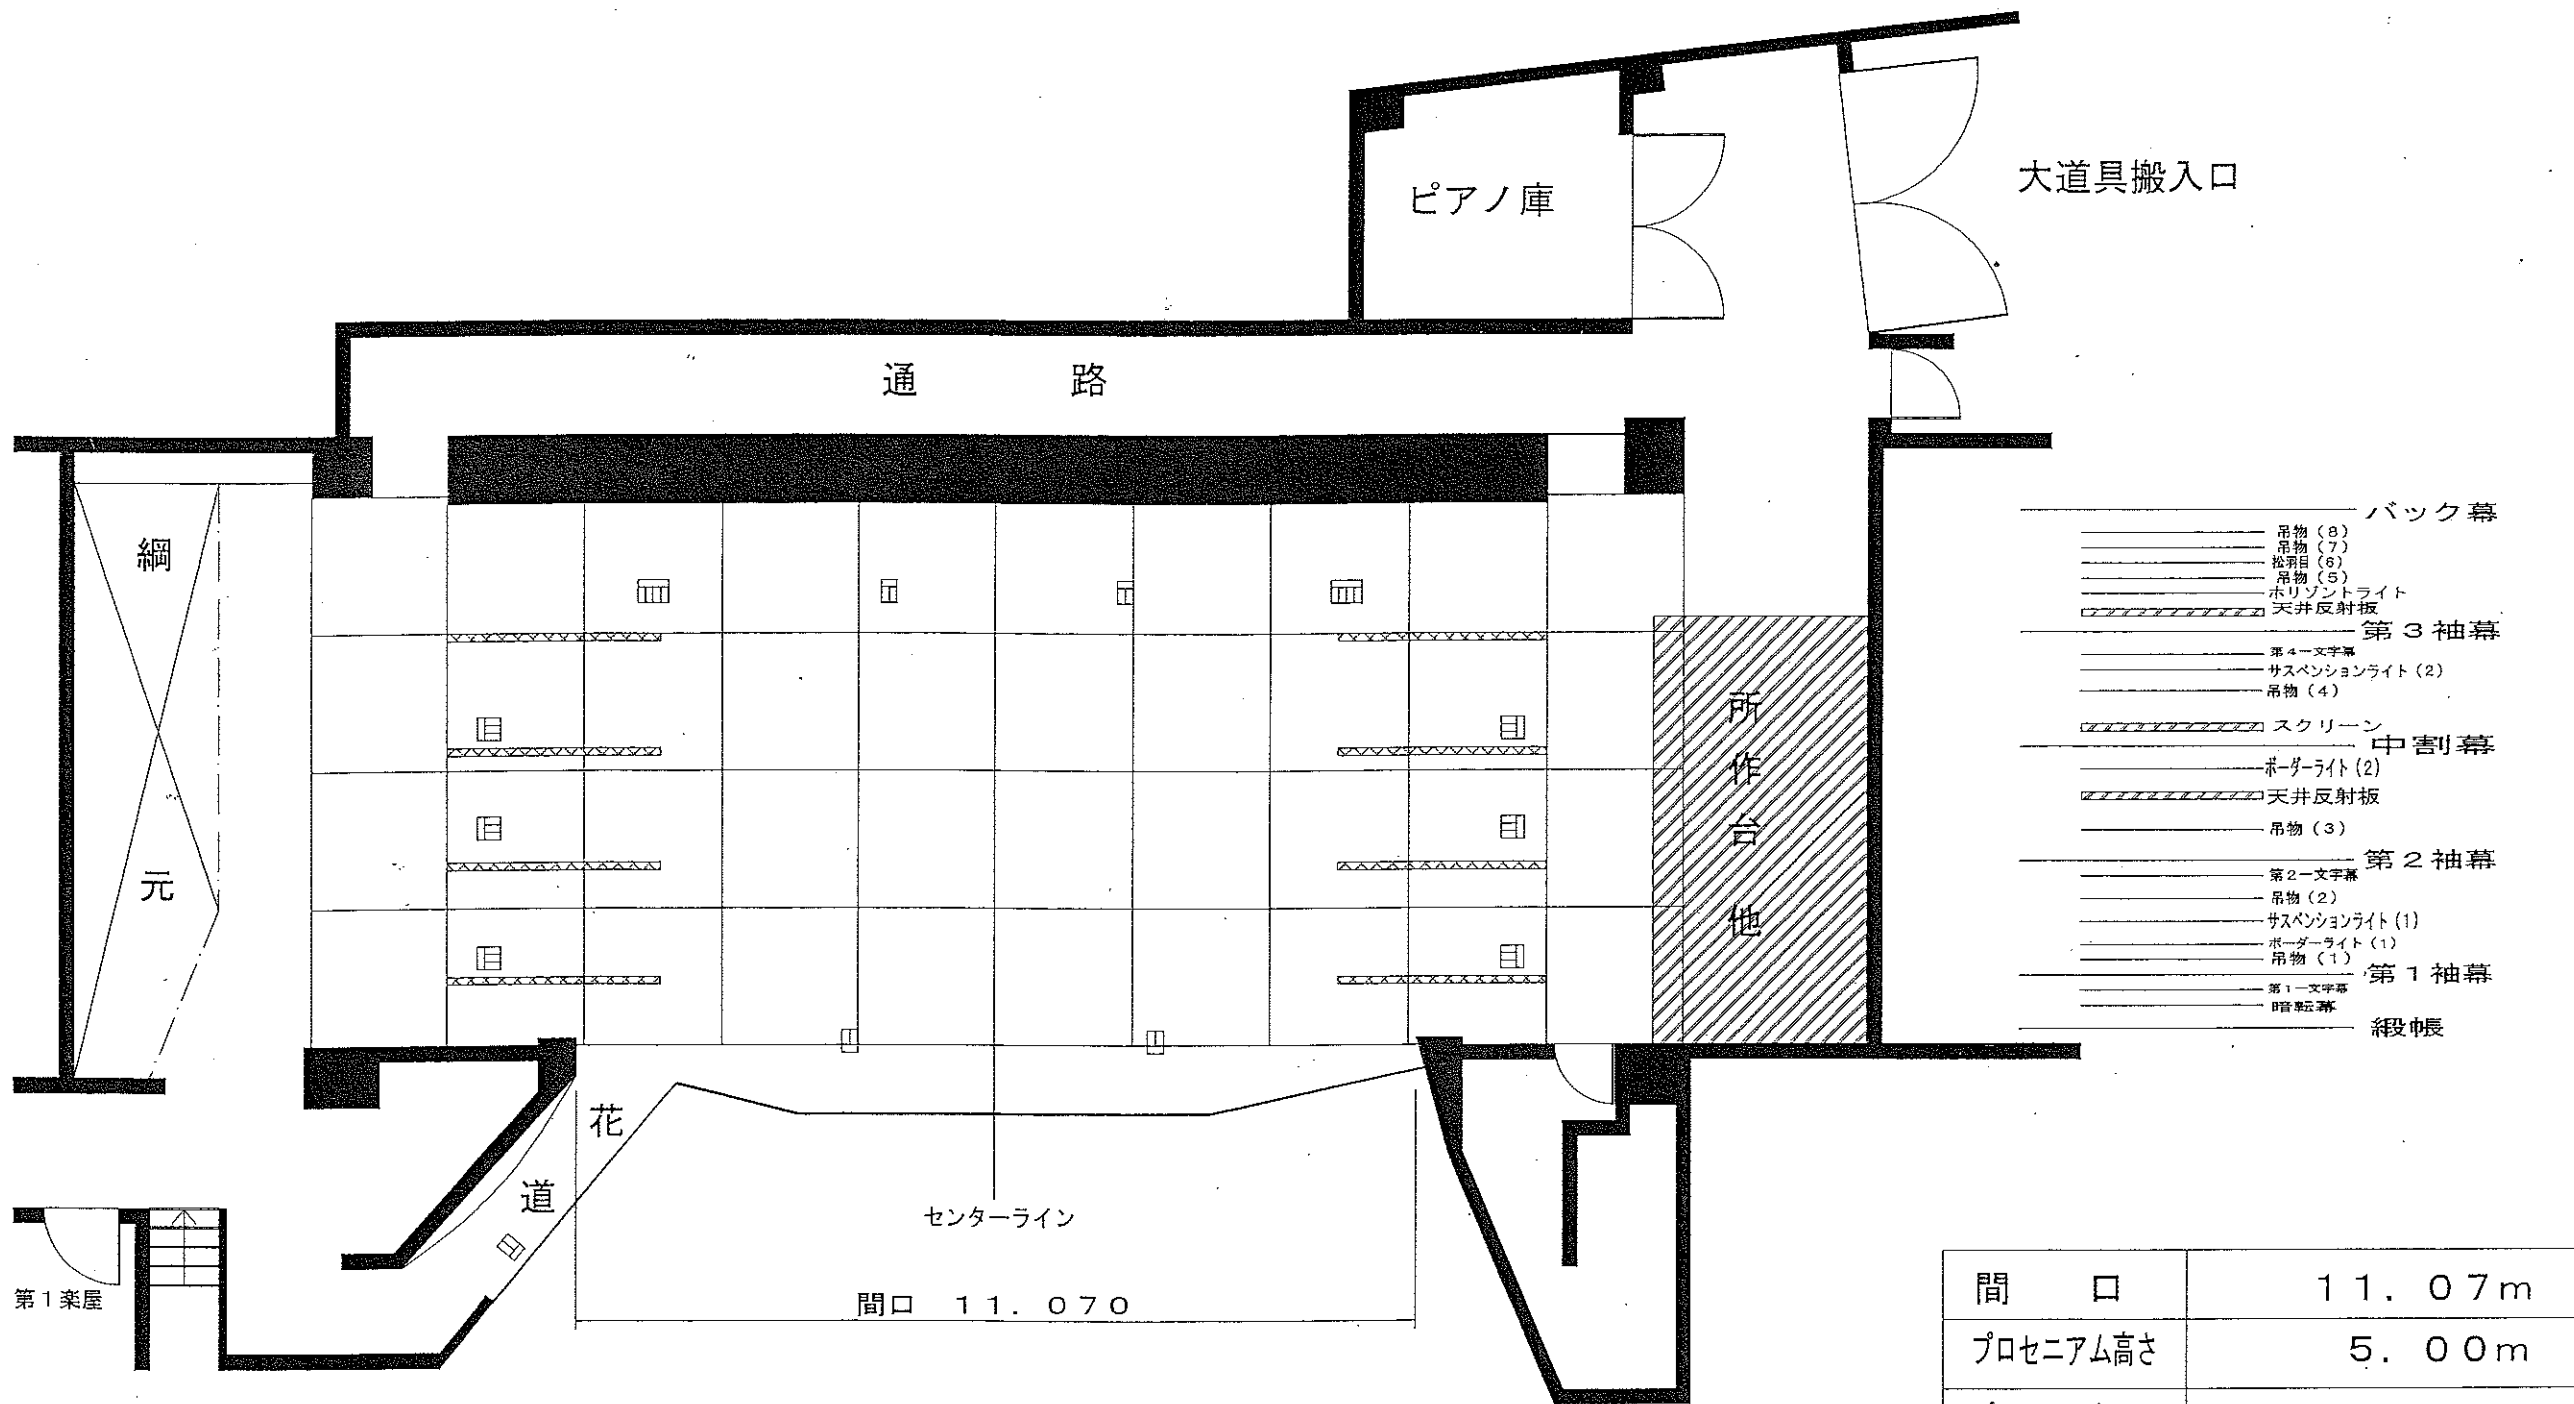 大道具搬入口
ピアノ庫
通路
綱元
所作台他
バック幕
吊物(8)
吊物(7)
松羽目(6)
吊物(5)
ホリゾントライト
天井反射板
第3袖幕
第4一文字幕
サスペンションライト(2)
吊物(4)
スクリーン
中割幕
ボーダーライト(2)
天井反射板
吊物(3)
第2袖幕
第2一文字幕
吊物(2)
サスペンションライト(1)
ボーダーライト(1)
吊物(1)
第1袖幕
第1一文字幕
暗転幕
緞帳
花道
センターライン
第1楽屋
間口 11.070
間口 11.07m
プロセニアム高さ 5.00m